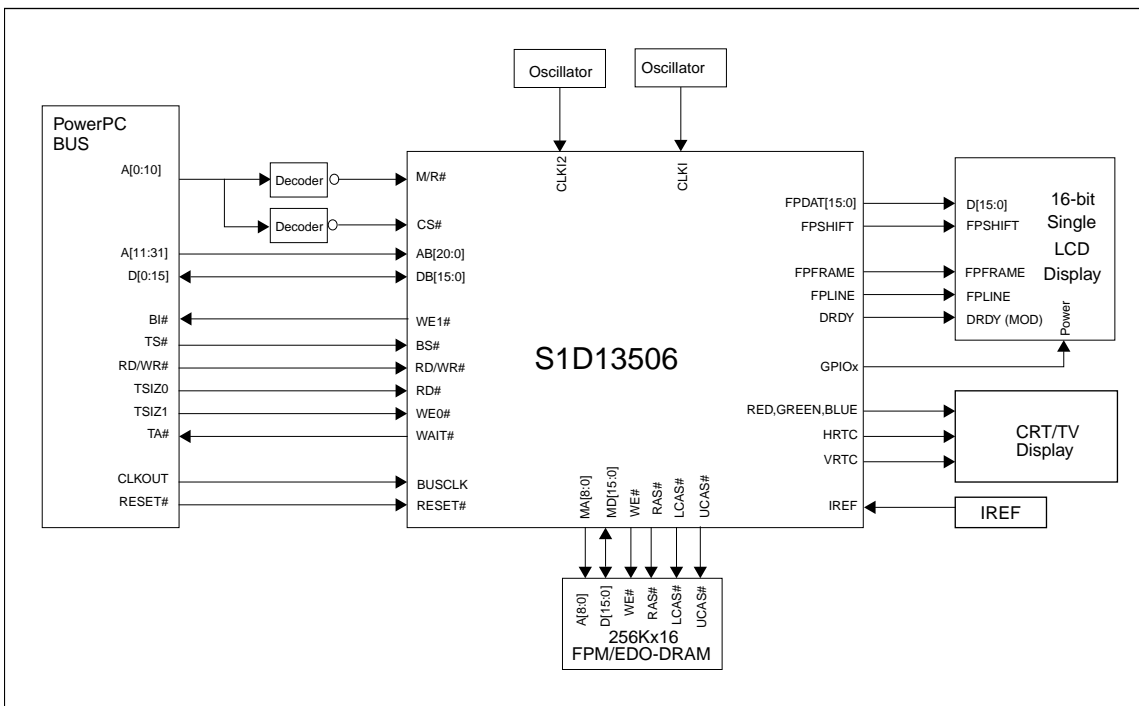 Oscillator
Oscillator
PowerPC
BUS
A[0:10]
Decoder
Decoder
A[11:31]
D[0:15]
BI#
TS#
RD/WR#
TSIZ0
TSIZ1
TA#
CLKOUT
RESET#
M/R#
CS#
AB[20:0]
DB[15:0]
WE1#
BS#
RD/WR#
RD#
WE0#
WAIT#
BUSCLK
RESET#
CLKI2
CLKI
S1D13506
FPDAT[15:0]
FPSHIFT
FPFRAME
FPLINE
DRDY
GPIOx
RED,GREEN,BLUE
HRTC
VRTC
IREF
D[15:0]
FPSHIFT
FPFRAME
FPLINE
DRDY (MOD)
16-bit
Single
LCD
Display
Power
CRT/TV
Display
IREF
MA[8:0]
MD[15:0]
WE#
RAS#
LCAS#
UCAS#
A[8:0]
D[15:0]
WE#
RAS#
LCAS#
UCAS#
256Kx16
FPM/EDO-DRAM